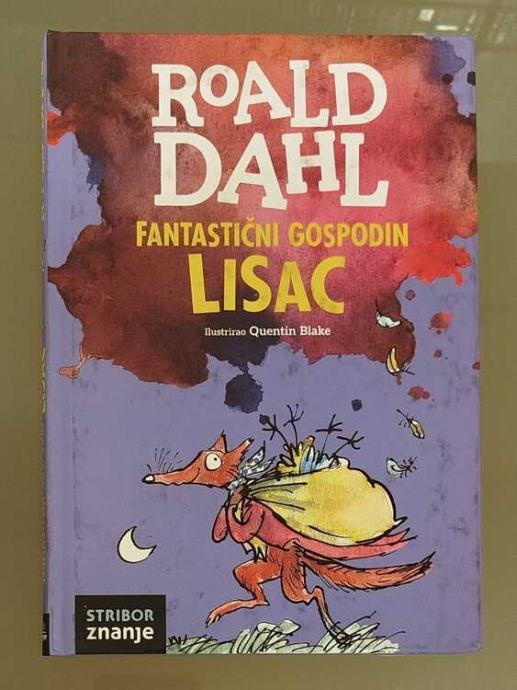 ROALD
DAHL
FANTASTIČNI GOSPODIN
LISAC
Ilustrirao Quentin Blake
STRIBOR
znanje